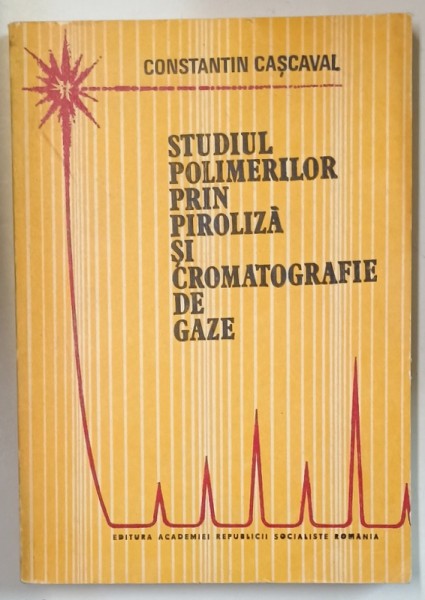 CONSTANTIN CAȘCAVAL
STUDIUL
POLIMERILOR
PRIN
PIROLIZĂ
ȘI
CROMATOGRAFIE
DE
GAZE
EDITURA ACADEMIEI REPUBLICII SOCIALISTE ROMÂNIA